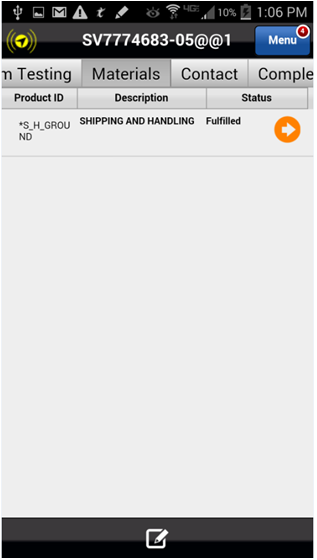 10% 1:06 PM
SV7774683-05@@1
Menu 4
m Testing Materials Contact Comple
Product ID Description Status
*S_H_GROU SHIPPING AND HANDLING Fulfilled
ND